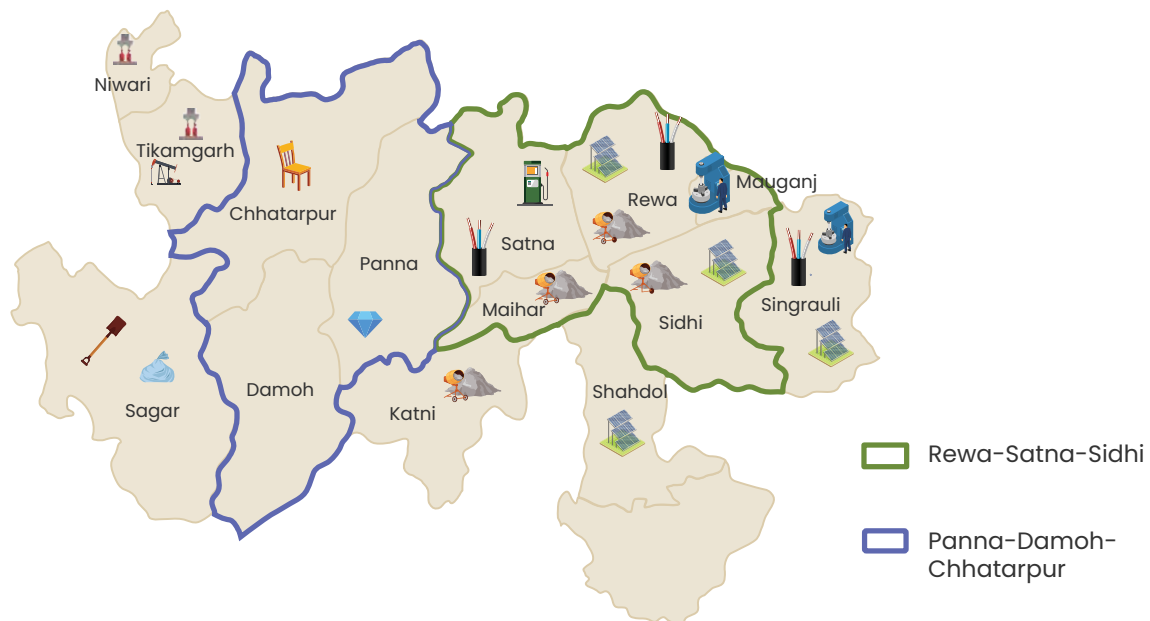 Niwari
Tikamgarh
Chhatarpur
Panna
Satna
Rewa
Mauganj
Maihar
Sidhi
Singrauli
Sagar
Damoh
Katni
Shahdol
Rewa-Satna-Sidhi
Panna-Damoh-
Chhatarpur